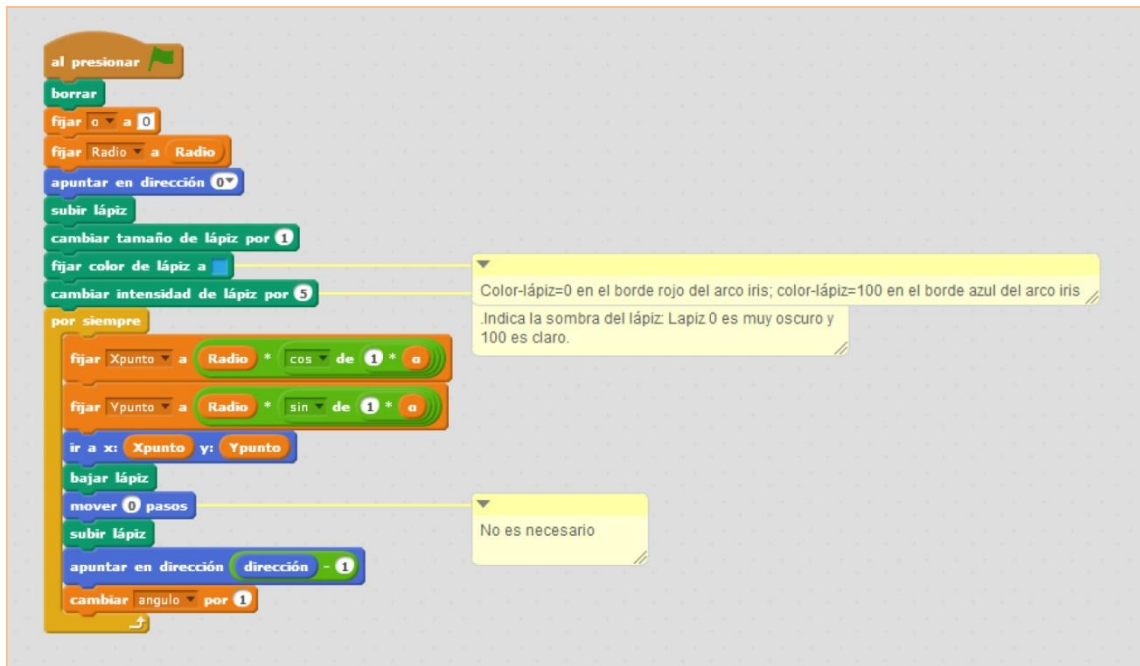 al presionar
borrar
fijar α a 0
fijar Radio a Radio
apuntar en dirección 0
subir lápiz
cambiar tamaño de lápiz por 1
fijar color de lápiz a
cambiar intensidad de lápiz por 5
Color-lápiz=0 en el borde rojo del arco iris; color-lápiz=100 en el borde azul del arco iris
.Indica la sombra del lápiz: Lapiz 0 es muy oscuro y
100 es claro.
por siempre
fijar Xpunto a Radio * cos de 1 * α
fijar Ypunto a Radio * sin de 1 * α
ir a x: Xpunto y: Ypunto
bajar lápiz
mover 0 pasos
No es necesario
subir lápiz
apuntar en dirección dirección - 1
cambiar angulo por 1